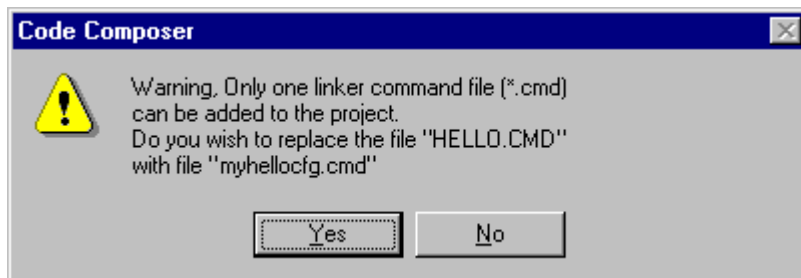 Code Composer
Warning, Only one linker command file (*.cmd)
can be added to the project.
Do you wish to replace the file "HELLO.CMD"
with file "myhellocfg.cmd"
Yes
No